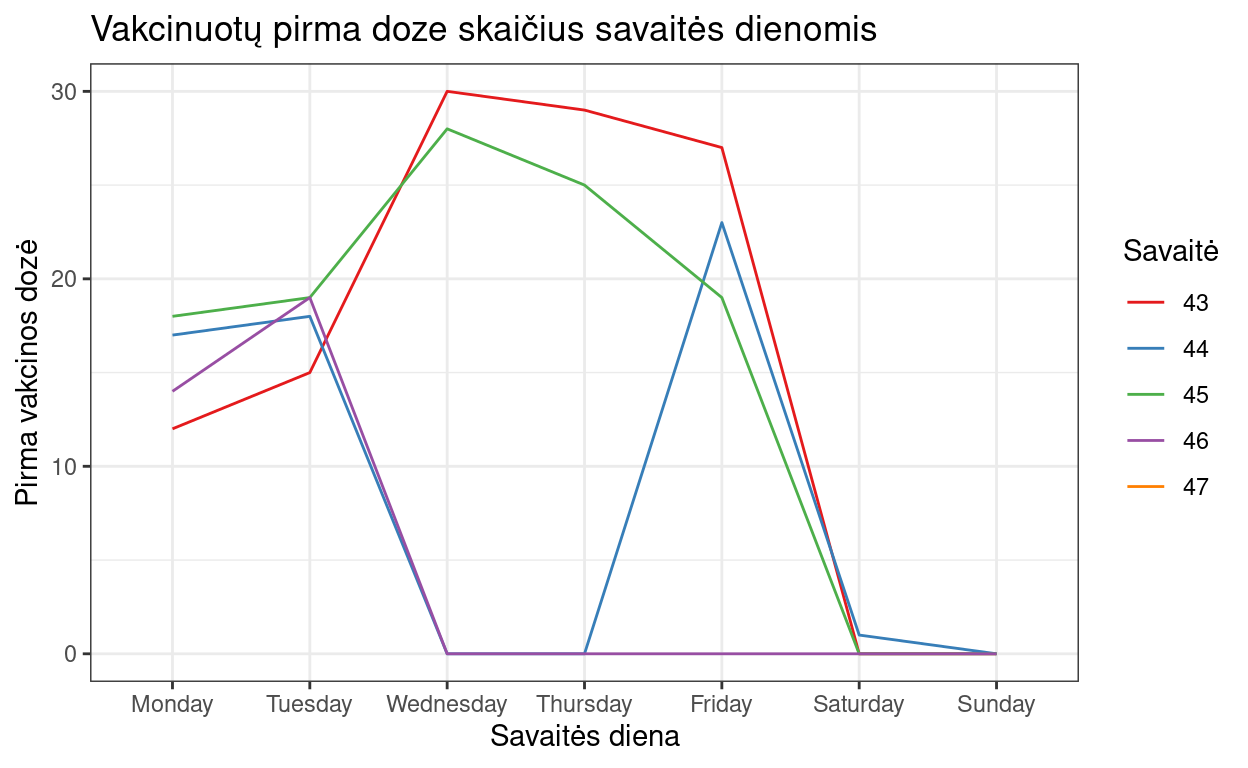 Vakcinuotų pirma doze skaičius savaitės dienomis
Pirma vakcinos dozė
30
20
10
0
Monday Tuesday Wednesday Thursday Friday Saturday Sunday
Savaitės diena
Savaitė
43
44
45
46
47